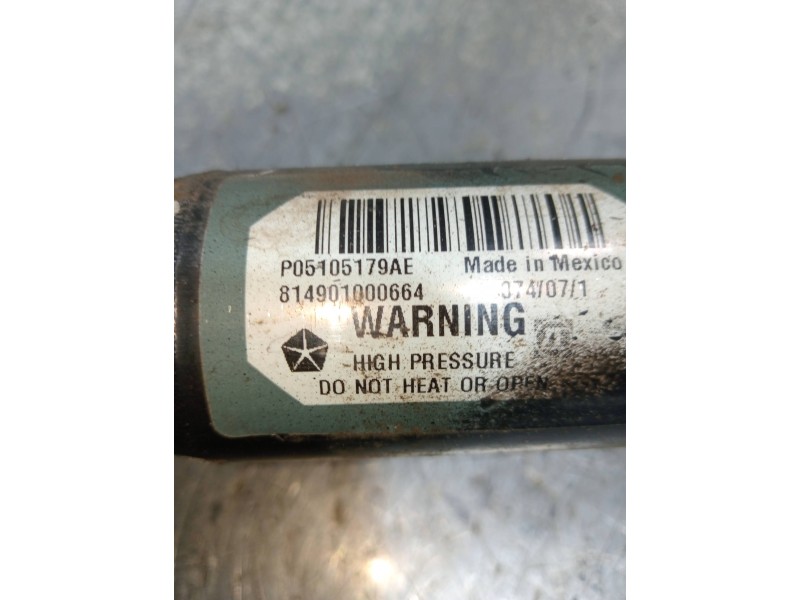 P05105179AE Made in Mexico
814901000664 074/07/1
WARNING
HIGH PRESSURE
DO NOT HEAT OR OPEN